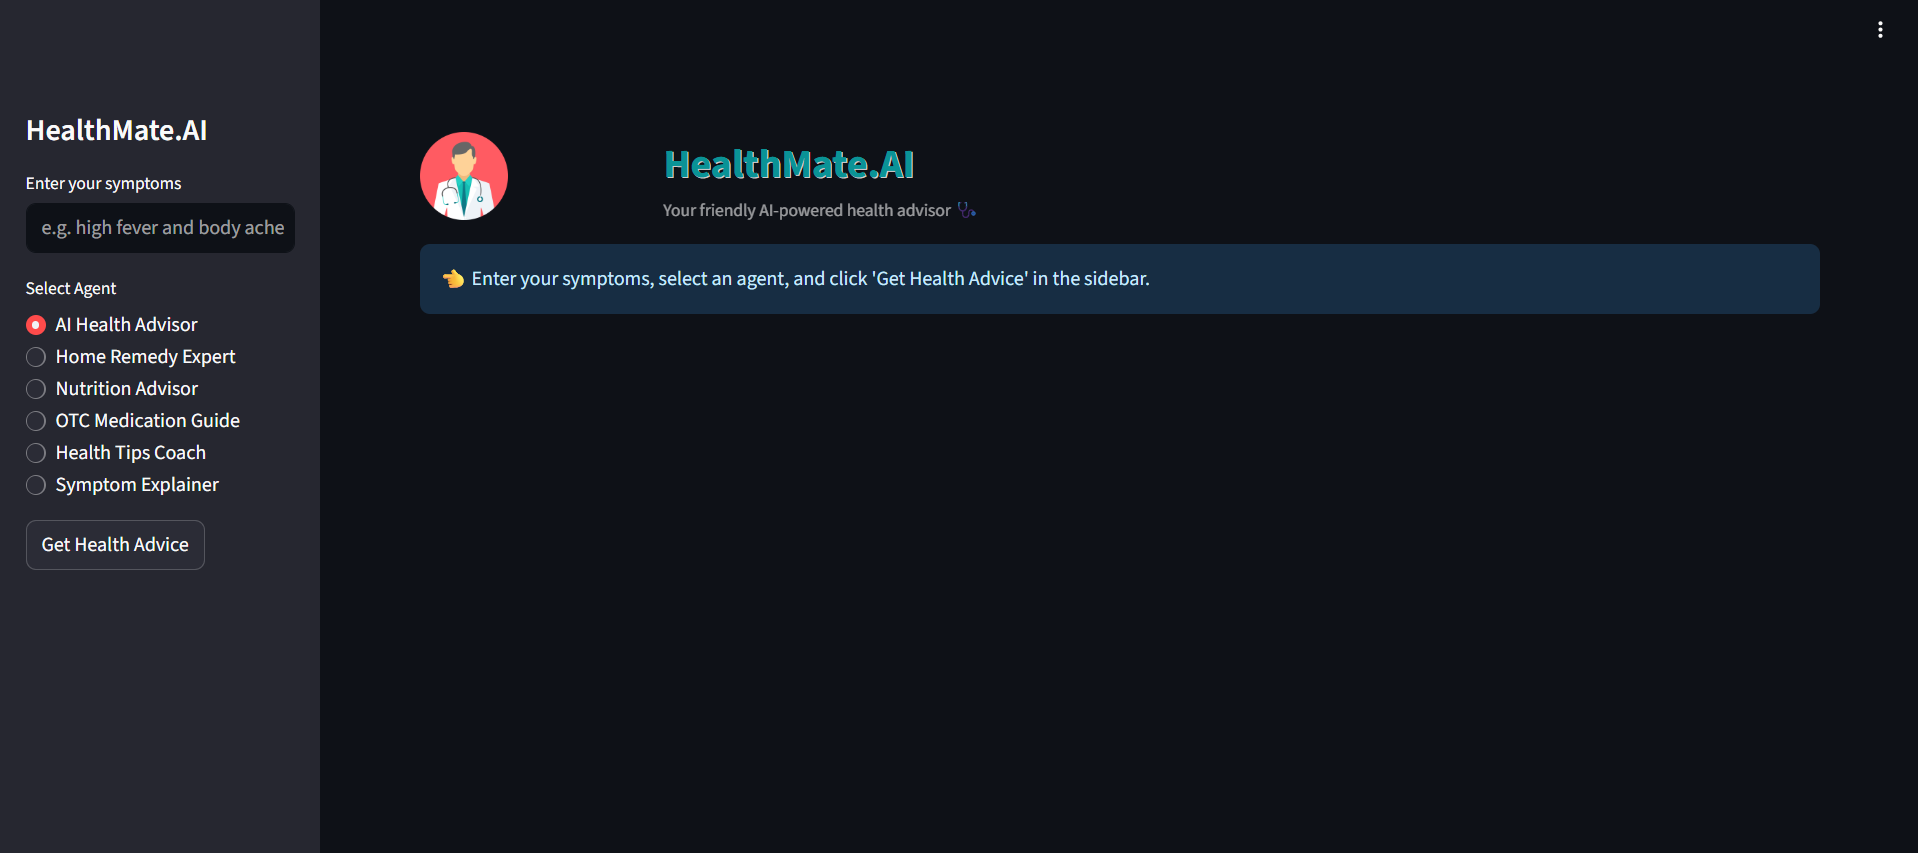 HealthMate.AI
Enter your symptoms
e.g. high fever and body ache
Select Agent
AI Health Advisor
Home Remedy Expert
Nutrition Advisor
OTC Medication Guide
Health Tips Coach
Symptom Explainer
Get Health Advice
HealthMate.AI
Your friendly AI-powered health advisor 🩺
👈 Enter your symptoms, select an agent, and click 'Get Health Advice' in the sidebar.